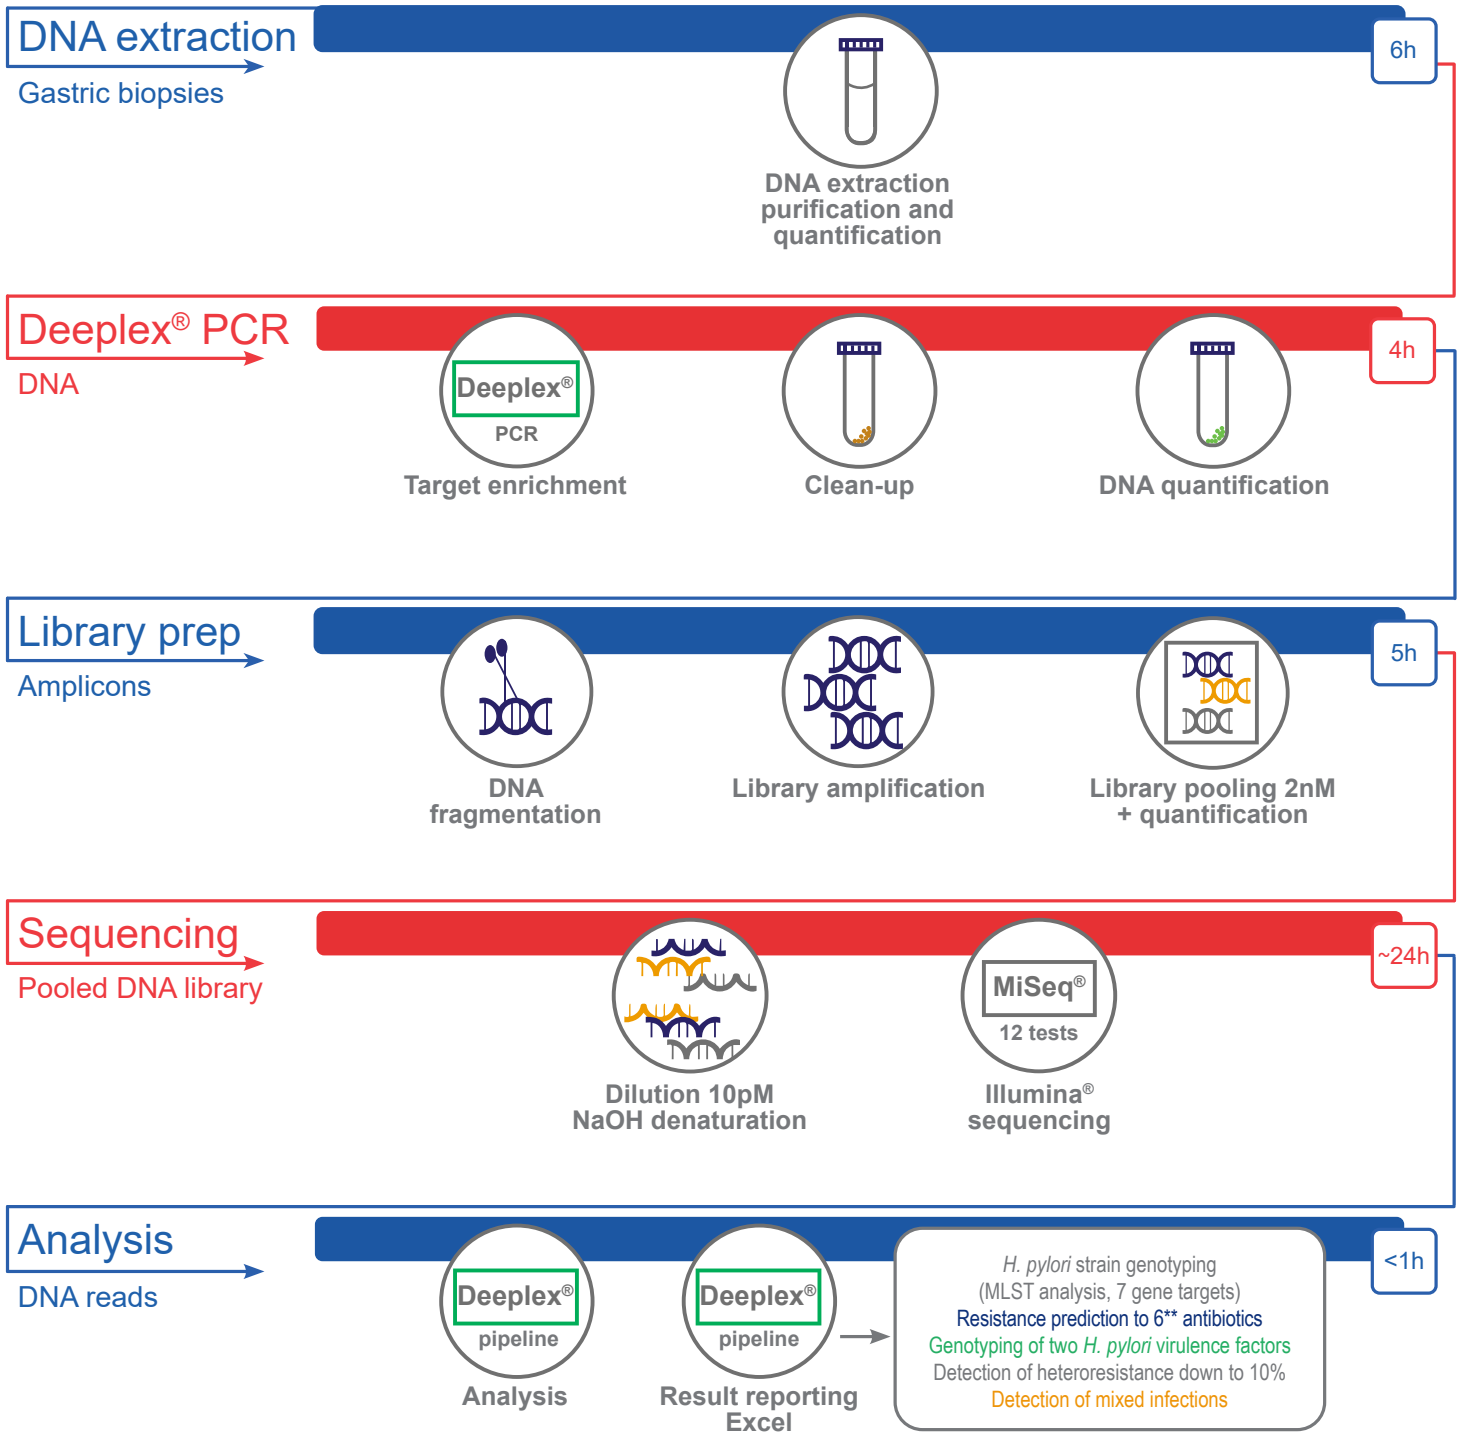 DNA extraction
6h
Gastric biopsies
DNA extraction
purification and
quantification
Deeplex® PCR
4h
DNA
Deeplex®
PCR
Target enrichment
Clean-up
DNA quantification
Library prep
5h
Amplicons
DNA
fragmentation
Library amplification
Library pooling 2nM
+ quantification
Sequencing
~24h
Pooled DNA library
MiSeq®
12 tests
Dilution 10pM
NaOH denaturation
Illumina®
sequencing
Analysis
<1h
DNA reads
Deeplex®
pipeline
Analysis
Deeplex®
pipeline
Result reporting
Excel
H. pylori strain genotyping
(MLST analysis, 7 gene targets)
Resistance prediction to 6** antibiotics
Genotyping of two H. pylori virulence factors
Detection of heteroresistance down to 10%
Detection of mixed infections